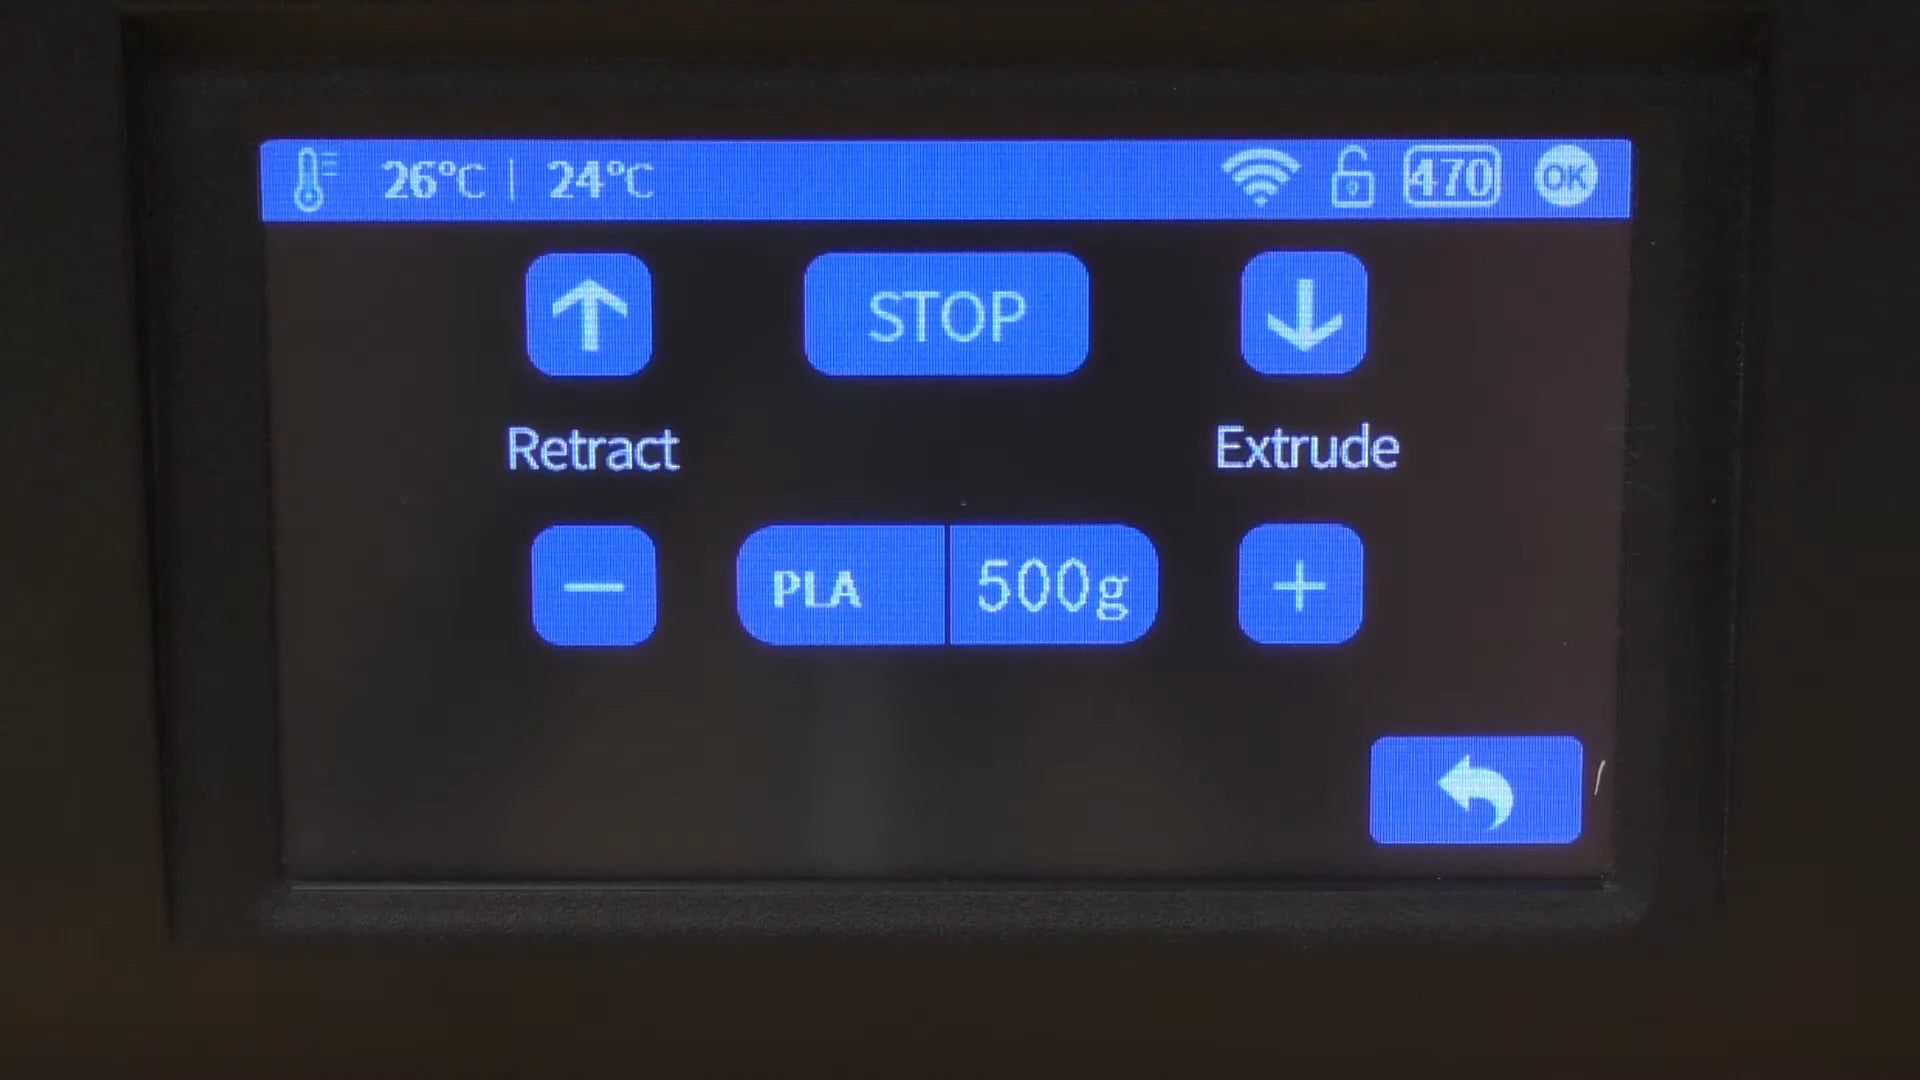 26°C | 24°C 470 OK
STOP
Retract Extrude
— PLA 500g +